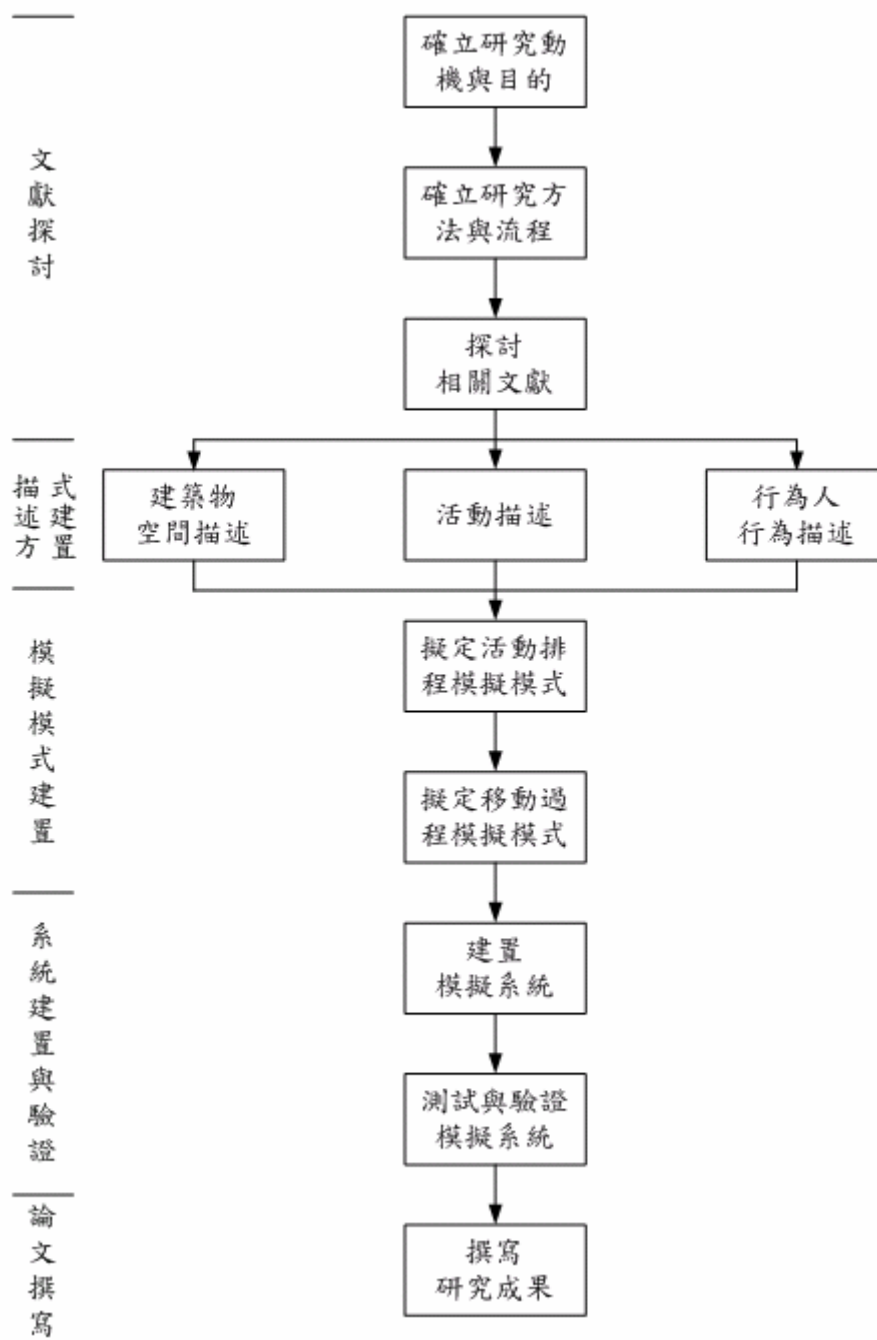 確立研究動
機與目的
文獻探討
確立研究方
法與流程
探討
相關文獻
描述方式建置
建築物
空間描述
活動描述
行為人
行為描述
模擬模式建置
擬定活動排
程模擬模式
擬定移動過
程模擬模式
系統建置與驗證
建置
模擬系統
測試與驗證
模擬系統
論文撰寫
撰寫
研究成果